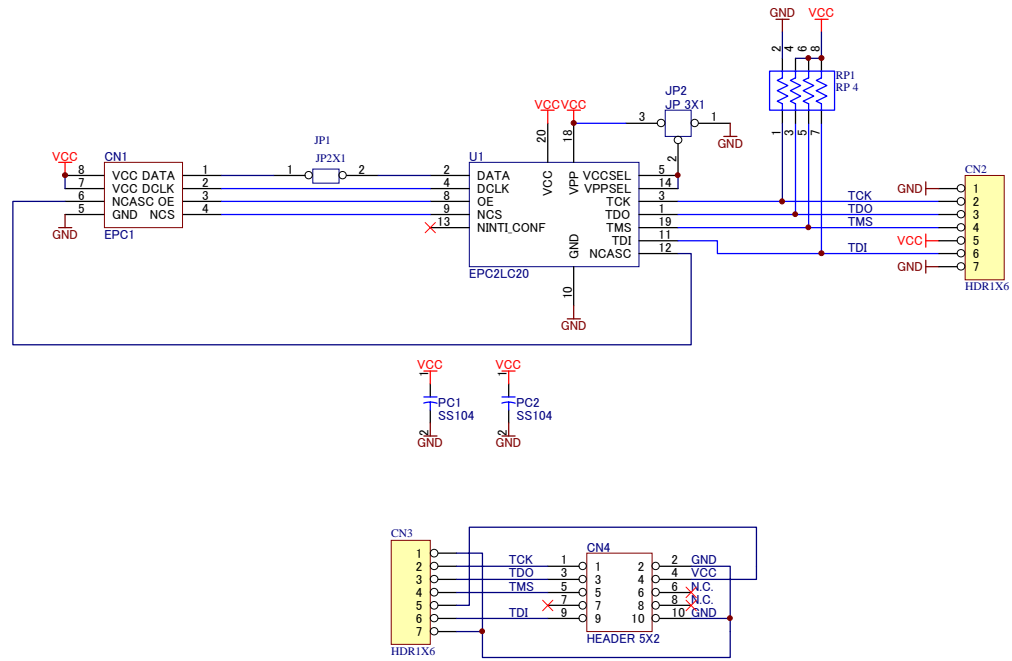 GND VCC
2 4 6 8
RP1
RP 4
1 3 5 7
JP2
JP 3X1
3 1
2
GND
VCC VCC
20 18
JP1
JP2X1
1 2
VCC
CN1
8 VCC DATA 1
7 VCC DCLK 2
6 NCASC OE 3
5 GND NCS 4
GND
EPC1
U1
2 DATA
4 DCLK
8 OE
9 NCS
13 NINTI_CONF
VCC VPP
VCCSEL 5
VPPSEL 14
TCK 3
TDO 1
TMS 19
TDI 11
NCASC 12
GND
EPC2LC20
10
GND
CN2
GND 1
TCK 2
TDO 3
TMS 4
VCC 5
TDI 6
GND 7
HDR1X6
VCC VCC
1 1
PC1 PC2
SS104 SS104
2 2
GND GND
CN3
1
2
3
4
5
6
7
HDR1X6
CN4
TCK 1 1 2 2 GND
TDO 3 3 4 4 VCC
TMS 5 5 6 6 N.C.
7 7 8 8 N.C.
TDI 9 9 10 10 GND
HEADER 5X2